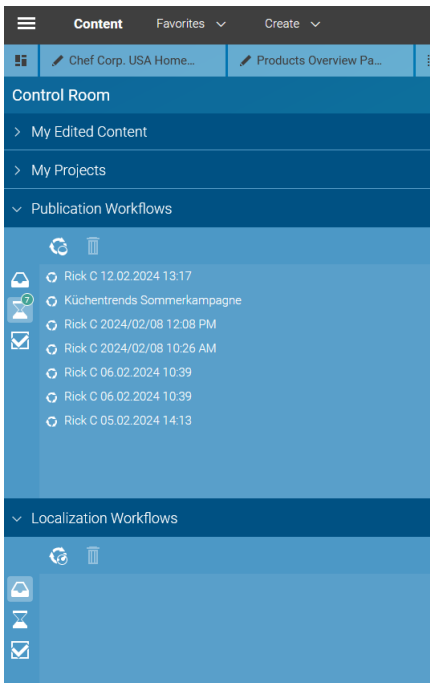 Content Favorites Create
Chef Corp. USA Home... Products Overview Pa...
Control Room
My Edited Content
My Projects
Publication Workflows
Rick C 12.02.2024 13:17
7
Küchentrends Sommerkampagne
Rick C 2024/02/08 12:08 PM
Rick C 2024/02/08 10:26 AM
Rick C 06.02.2024 10:39
Rick C 06.02.2024 10:39
Rick C 05.02.2024 14:13
Localization Workflows